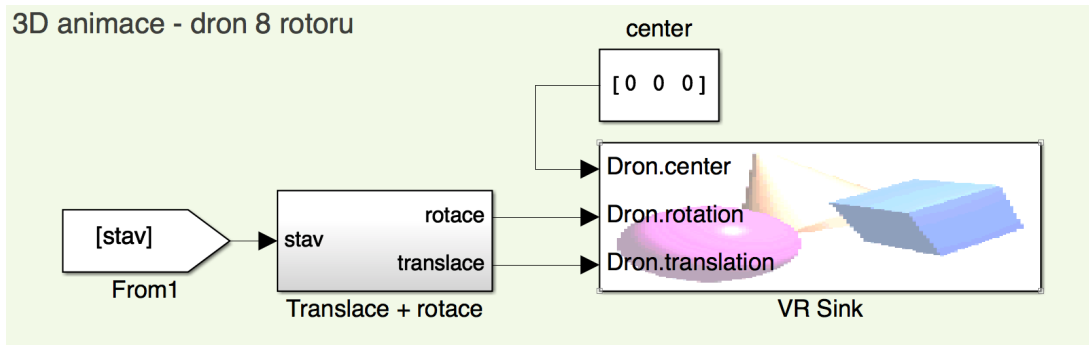 3D animace - dron 8 rotoru
center
[0 0 0]
Dron.center
rotace
Dron.rotation
[stav]
stav
translace
Dron.translation
From1
Translace + rotace
VR Sink